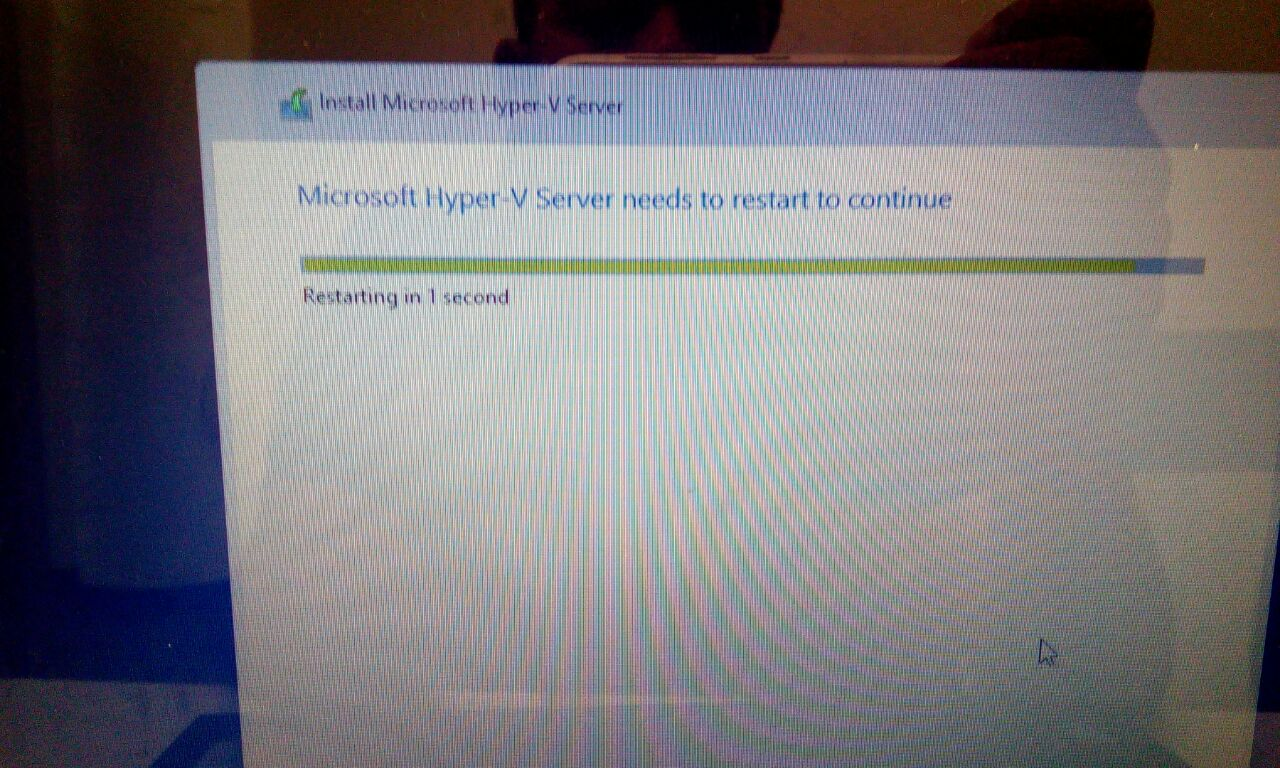 Install Microsoft Hyper-V Server
Microsoft Hyper-V Server needs to restart to continue
Restarting in 1 second